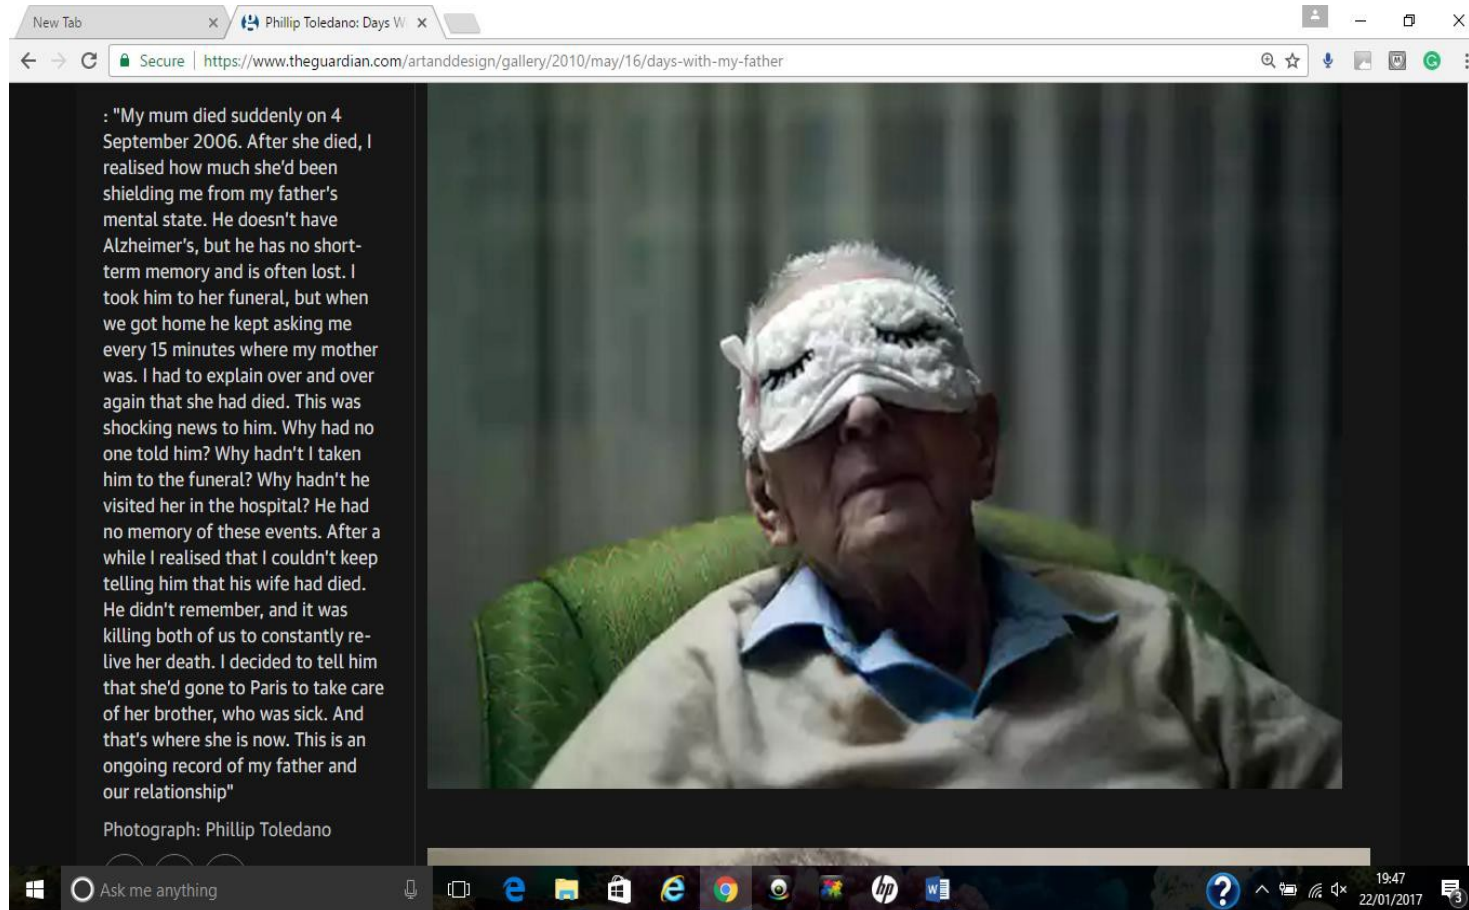 New Tab
Phillip Toledano: Days W
Secure
https://www.theguardian.com/artanddesign/gallery/2010/may/16/days-with-my-father
: "My mum died suddenly on 4
September 2006. After she died, I
realised how much she'd been
shielding me from my father's
mental state. He doesn't have
Alzheimer's, but he has no short-
term memory and is often lost. I
took him to her funeral, but when
we got home he kept asking me
every 15 minutes where my mother
was. I had to explain over and over
again that she had died. This was
shocking news to him. Why had no
one told him? Why hadn't I taken
him to the funeral? Why hadn't he
visited her in the hospital? He had
no memory of these events. After a
while I realised that I couldn't keep
telling him that his wife had died.
He didn't remember, and it was
killing both of us to constantly re-
live her death. I decided to tell him
that she'd gone to Paris to take care
of her brother, who was sick. And
that's where she is now. This is an
ongoing record of my father and
our relationship"
Photograph: Phillip Toledano
Ask me anything
hp
19:47
22/01/2017
3